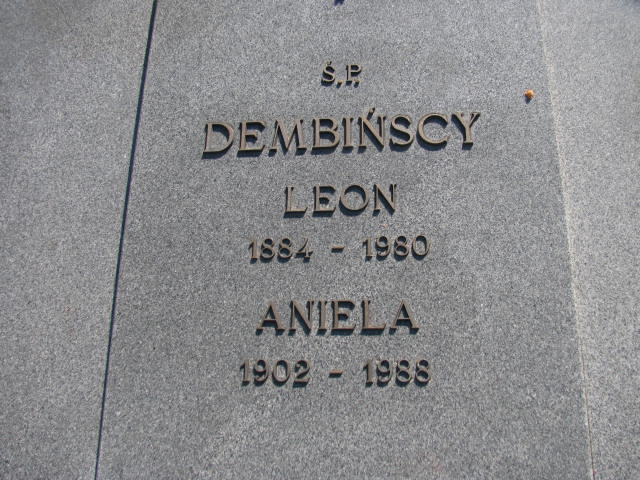 Ś.P.
DEMBIŃSCY
LEON
1884 - 1980
ANIELA
1902 - 1988